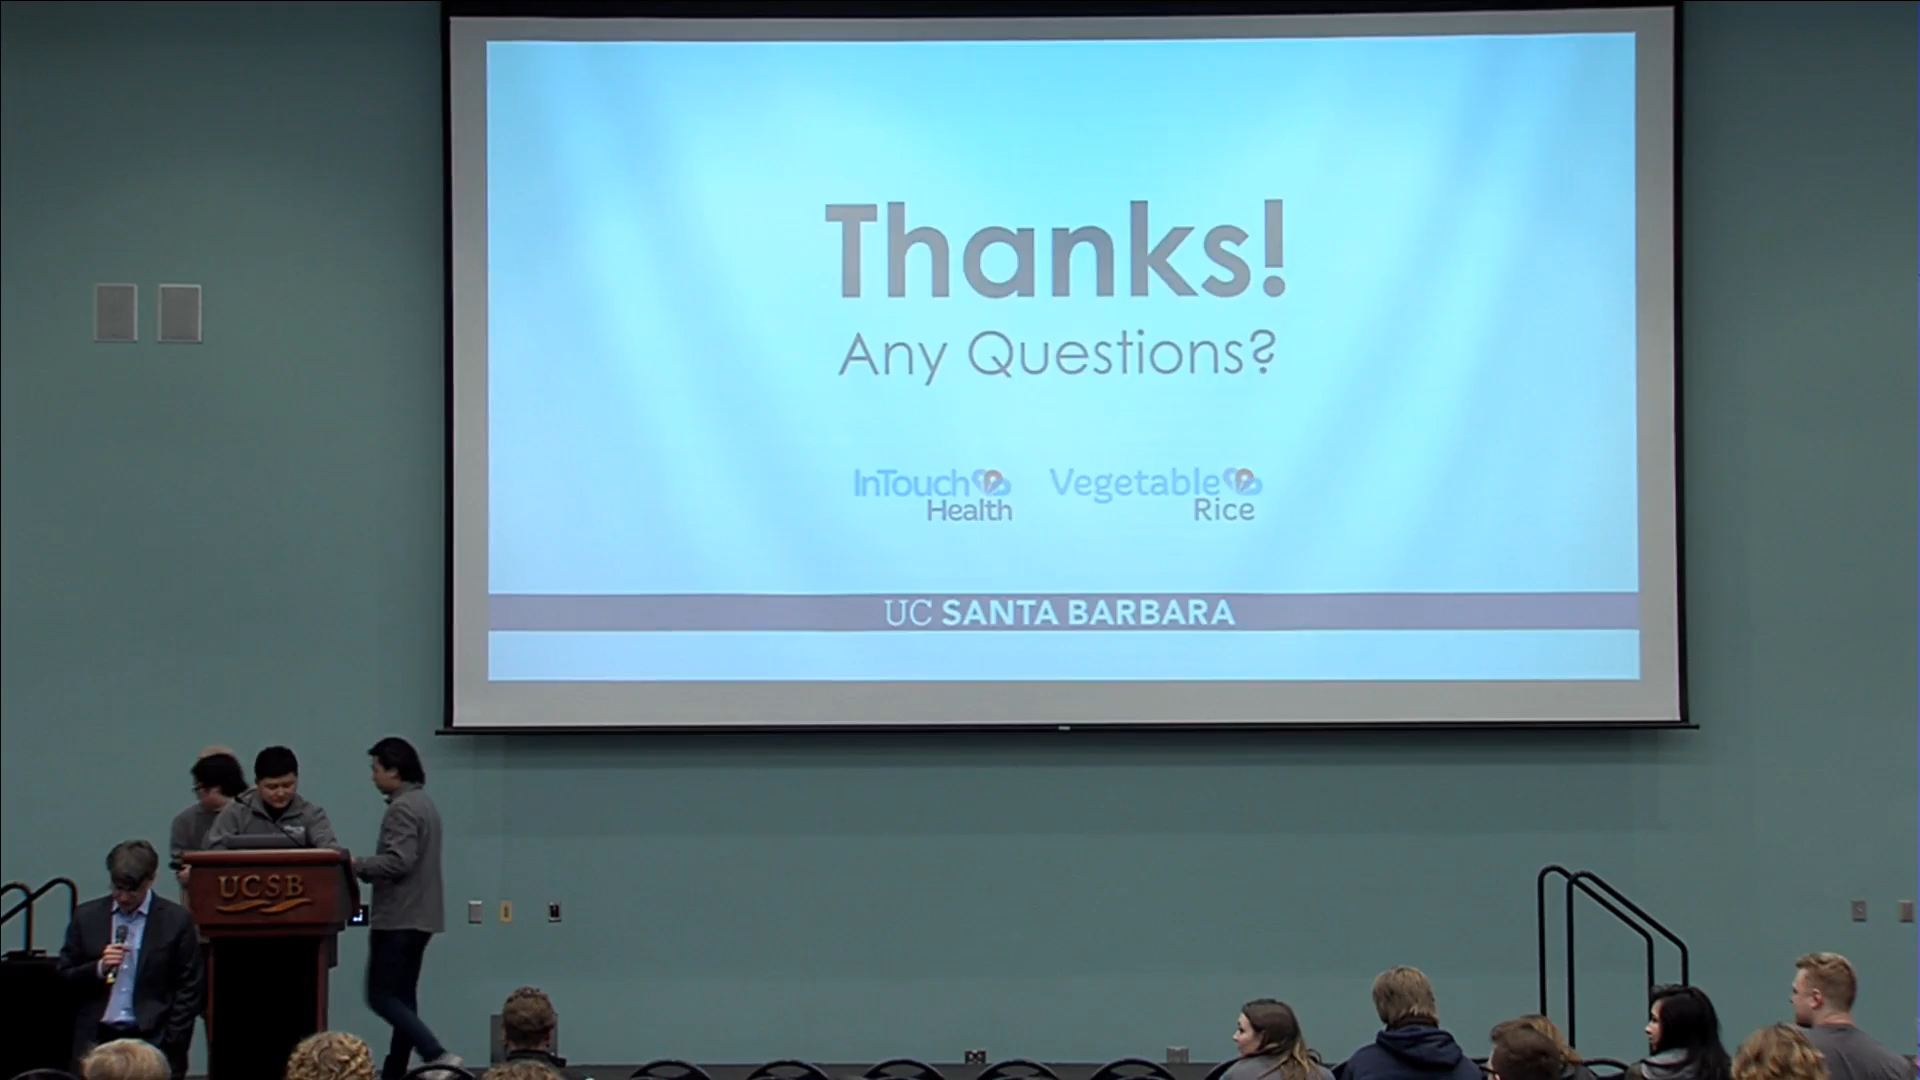 Thanks!
Any Questions?
InTouch Health
Vegetable Rice
UC SANTA BARBARA
UCSB